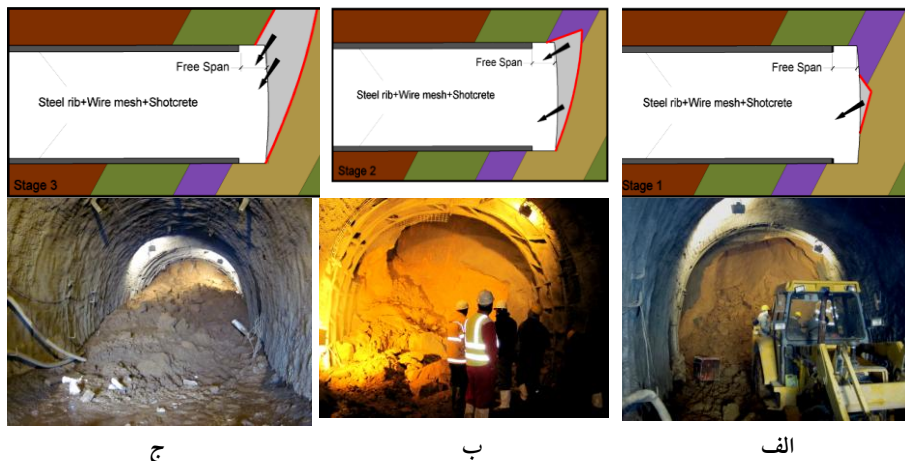 Free Span
Steel rib+Wire mesh+Shotcrete
Stage 3
Free Span
Steel rib+Wire mesh+Shotcrete
Stage 2
Free Span
Steel rib+Wire mesh+Shotcrete
Stage 1
ج
ب
الف